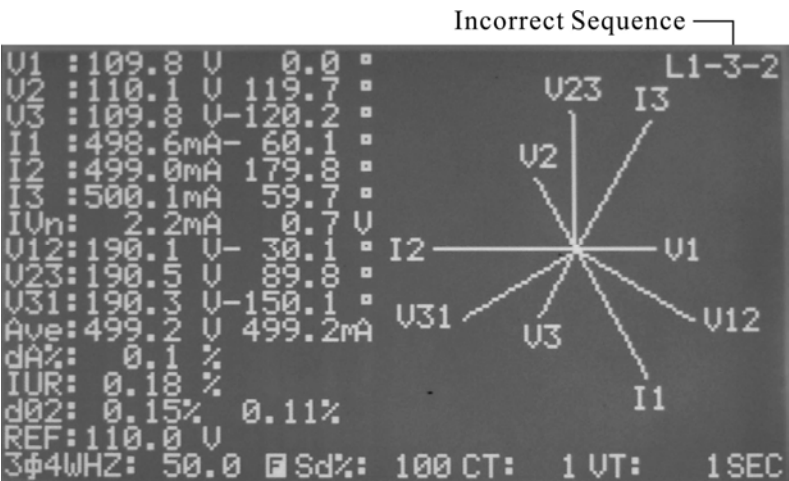 Incorrect Sequence
L1-3-2
V1 :109.8 V 0.0 °
V2 :110.1 V 119.7 °
V3 :109.8 V-120.2 °
I1 :498.6mA- 60.1 °
I2 :499.0mA 179.8 °
I3 :500.1mA 59.7 °
IVn: 2.2mA 0.7 V
V12:190.1 V- 30.1 °
V23:190.5 V 89.8 °
V31:190.3 V-150.1 °
Ave:499.2 V 499.2mA
dA%: 0.1 %
IUR: 0.18 %
d02: 0.15% 0.11%
REF:110.0 V
3ф4WHZ: 50.0 F Sd%: 100 CT: 1 VT: 1SEC
V23
I3
V2
I2
V1
V31
V3
V12
I1